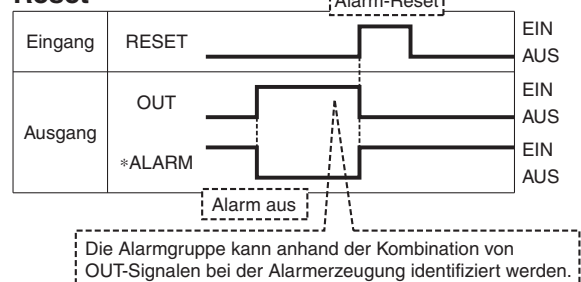 Reset
Alarm-Reset
Eingang RESET EIN
AUS
OUT EIN
AUS
Ausgang
*ALARM EIN
AUS
Alarm aus
Die Alarmgruppe kann anhand der Kombination von
OUT-Signalen bei der Alarmerzeugung identifiziert werden.